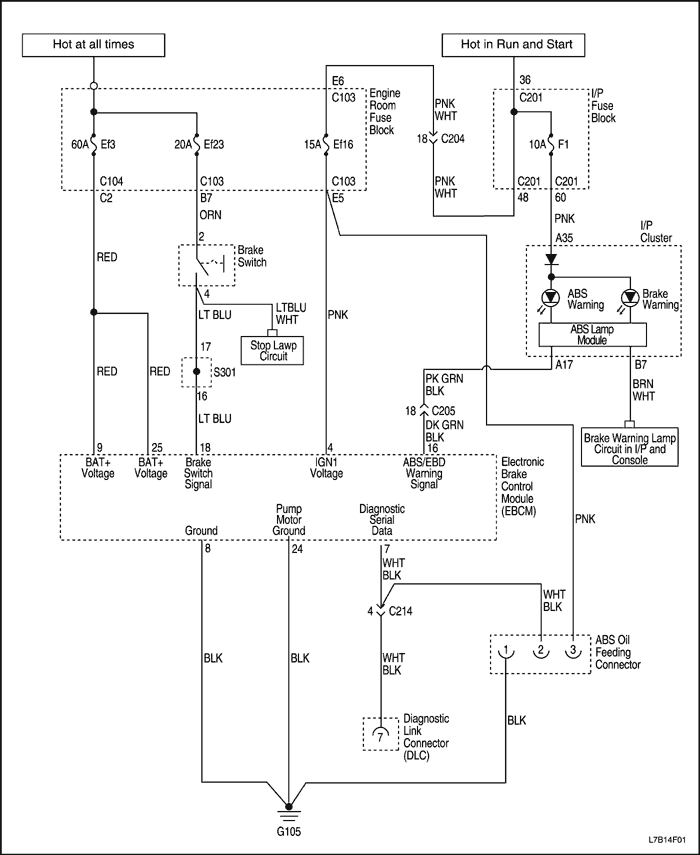 Hot at all times
Hot in Run and Start
E6
C103
Engine
Room
Fuse
Block
PNK
WHT
36
C201
I/P
Fuse
Block
60A Ef3
20A Ef23
15A Ef16
18 C204
10A F1
C104
C2
C103
B7
C103
E5
PNK
WHT
C201
48
C201
60
ORN
PNK
2
A35
I/P
Cluster
RED
Brake
Switch
4
ABS
Warning
Brake
Warning
LT BLU
LTBLU
WHT
PNK
ABS Lamp
Module
Stop Lawp
Circuit
17
S301
16
A17
B7
RED
RED
PK GRN
BLK
BRN
WHT
LT BLU
18 C205
DK GRN
BLK
Brake Warning Lamp
Circuit in I/P and
Console
9
25
18
4
16
BAT+
Voltage
BAT+
Voltage
Brake
Switch
Signal
IGN1
Voltage
ABS/EBD
Warning
Signal
Electronic
Brake
Control
Module
(EBCM)
Ground
Pump
Motor
Ground
Diagnostic
Serial
Data
PNK
8
24
7
WHT
BLK
4 C214
WHT
BLK
1
2
3
ABS Oil
Feeding
Connector
BLK
BLK
WHT
BLK
BLK
7
Diagnostic
Link
Connector
(DLC)
G105
L7B14F01